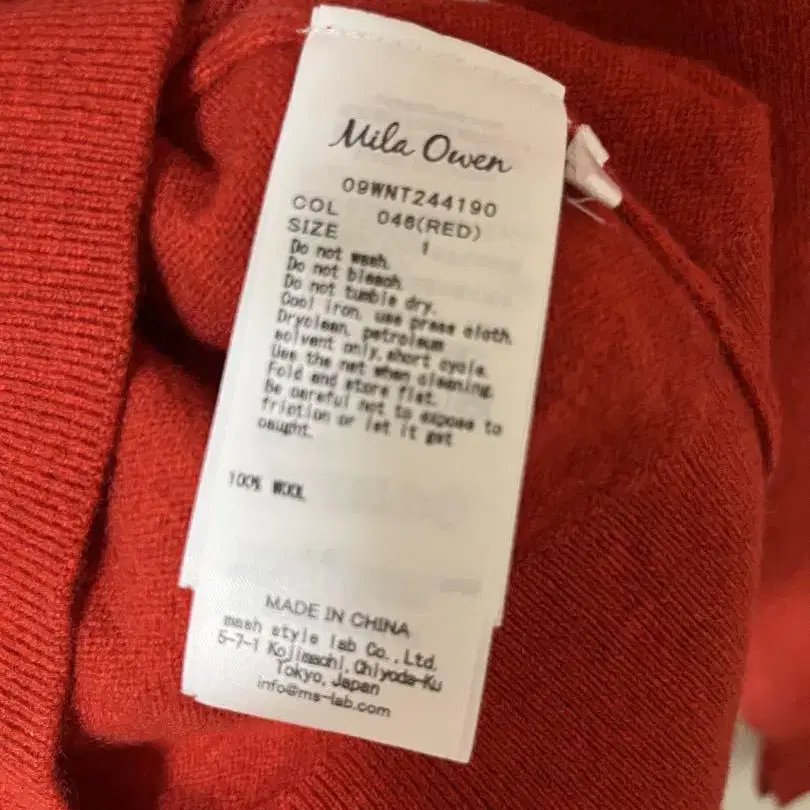 Mila Owen
09WNT244190
COL 046(RED)
SIZE 1
Do not wash.
Do not bleach.
Do not tumble dry.
Cool iron, use press cloth.
Dryclean, petroleum
solvent only, short cycle.
Use the net when cleaning.
Fold and store flat.
Be careful not to expose to
friction or let it get
caught.
100% WOOL
MADE IN CHINA
mash style lab Co.,Ltd.
5-7-1 Kojimachi, Chiyoda-Ku
Tokyo, Japan
info@ms-lab.com